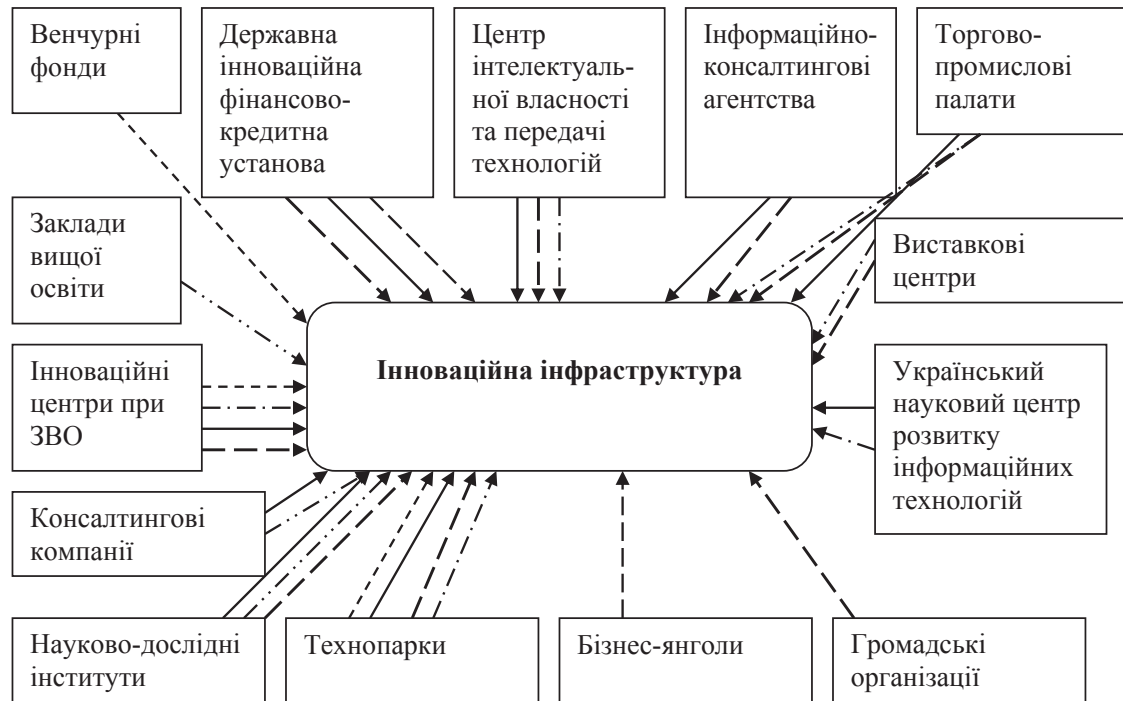 Венчурні
фонди
Державна
інноваційна
фінансово-
кредитна
установа
Центр
інтелектуаль-
ної власності
та передачі
технологій
Інформаційно-
консалтингові
агентства
Торгово-
промислові
палати
Заклади
вищої
освіти
Виставкові
центри
Інноваційні
центри при
ЗВО
Інноваційна інфраструктура
Український
науковий центр
розвитку
інформаційних
технологій
Консалтингові
компанії
Науково-дослідні
інститути
Технопарки
Бізнес-янголи
Громадські
організації